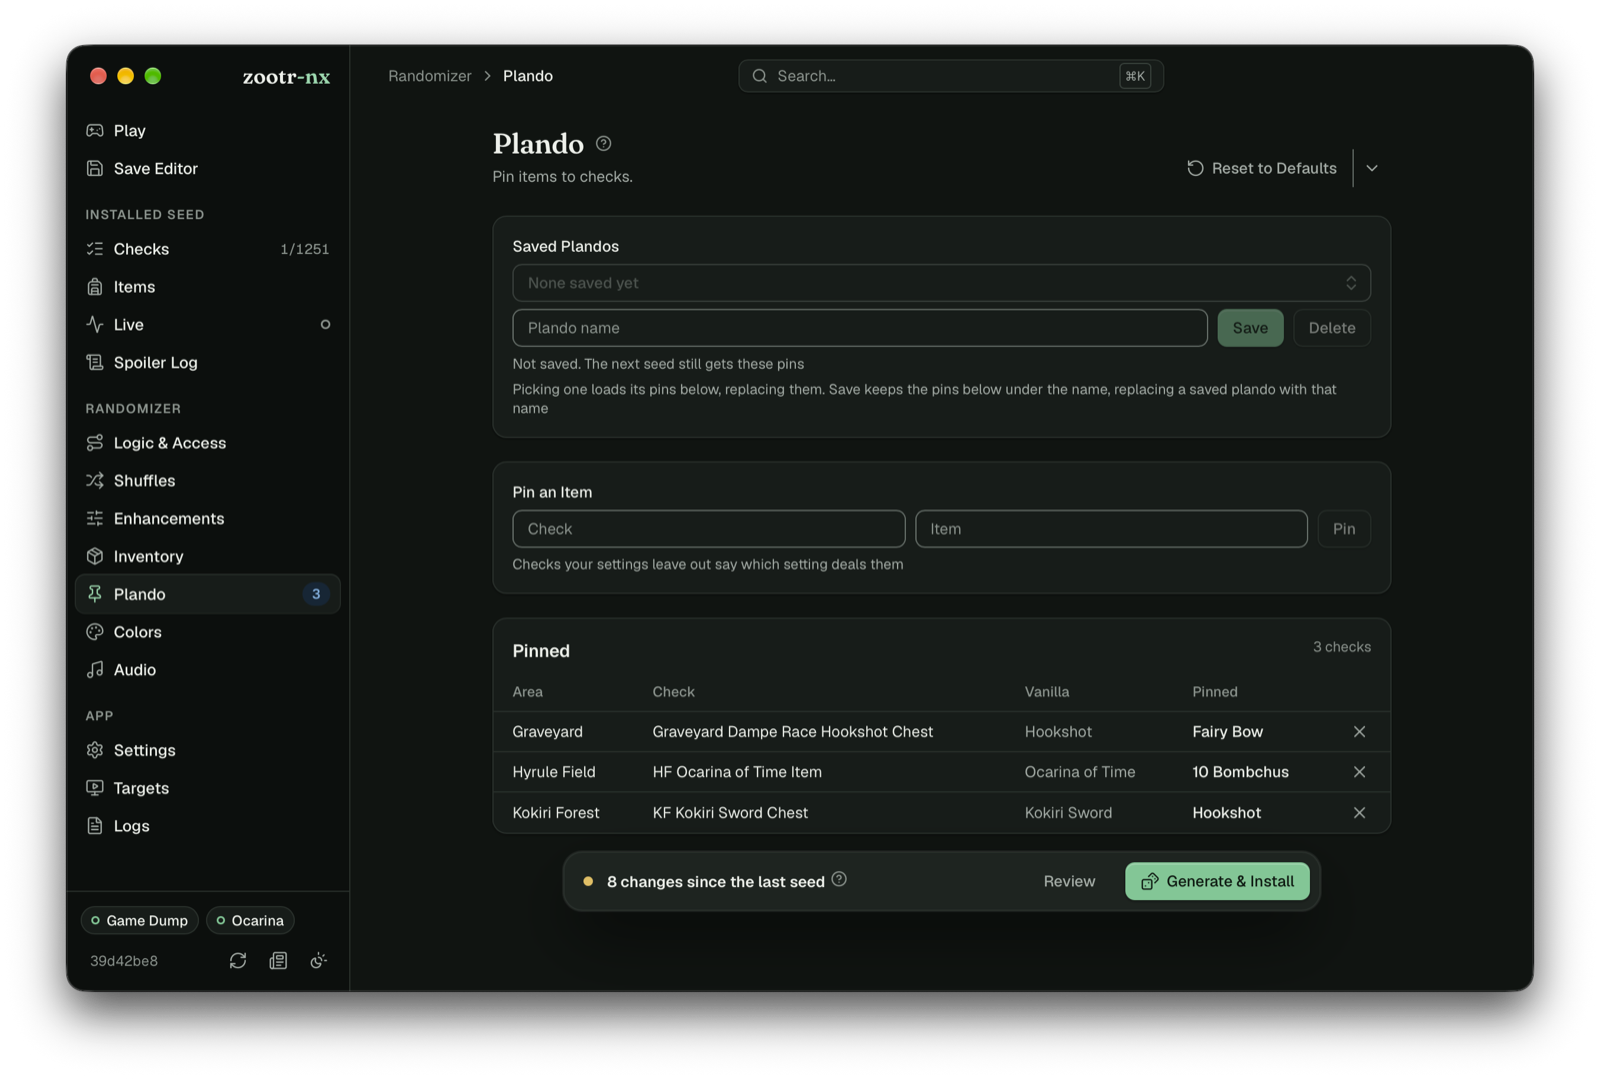 zootr-nx
Play
Save Editor
INSTALLED SEED
Checks 1/1251
Items
Live
Spoiler Log
RANDOMIZER
Logic & Access
Shuffles
Enhancements
Inventory
Plando 3
Colors
Audio
APP
Settings
Targets
Logs
Game Dump Ocarina
39d42be8
Randomizer > Plando
Search... ⌘K
Plando
Pin items to checks.
Reset to Defaults
Saved Plandos
None saved yet
Plando name Save Delete
Not saved. The next seed still gets these pins
Picking one loads its pins below, replacing them. Save keeps the pins below under the name, replacing a saved plando with that
name
Pin an Item
Check Item Pin
Checks your settings leave out say which setting deals them
Pinned 3 checks
Area Check Vanilla Pinned
Graveyard Graveyard Dampe Race Hookshot Chest Hookshot Fairy Bow
Hyrule Field HF Ocarina of Time Item Ocarina of Time 10 Bombchus
Kokiri Forest KF Kokiri Sword Chest Kokiri Sword Hookshot
8 changes since the last seed Review Generate & Install